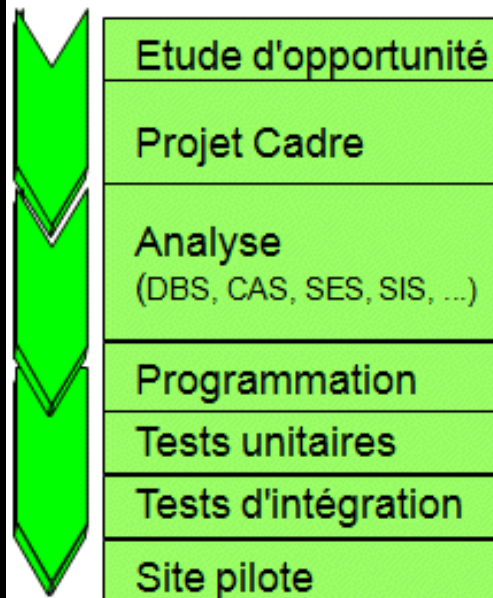 Etude d'opportunité
Projet Cadre
Analyse
(DBS, CAS, SES, SIS, ...)
Programmation
Tests unitaires
Tests d'intégration
Site pilote